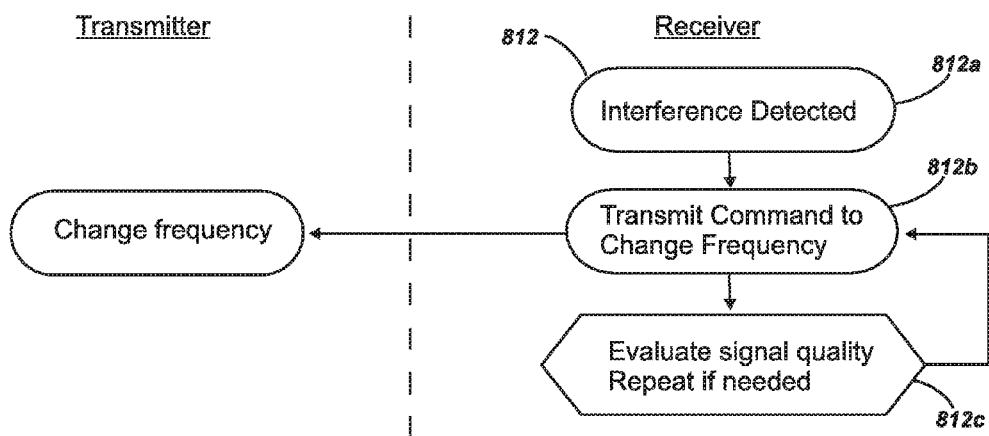 Transmitter
Receiver
812
812a
Interference Detected
812b
Change frequency
Transmit Command to
Change Frequency
Evaluate signal quality
Repeat if needed
812c